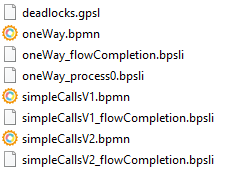 deadlocks.gpsl
oneWay.bpmn
oneWay_flowCompletion.bpsli
oneWay_process0.bpsli
simpleCallsV1.bpmn
simpleCallsV1_flowCompletion.bpsli
simpleCallsV2.bpmn
simpleCallsV2_flowCompletion.bpsli